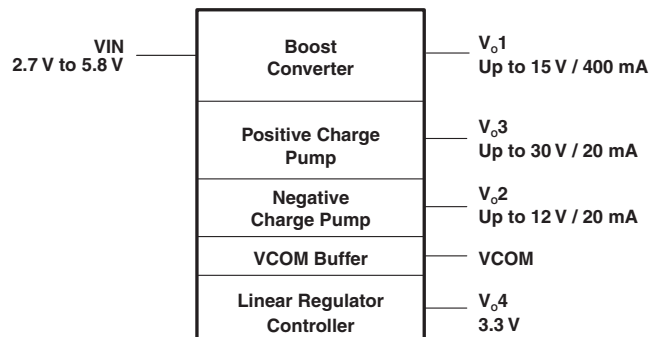 VIN
2.7 V to 5.8 V
Boost
Converter
Vo1
Up to 15 V / 400 mA
Positive Charge
Pump
Vo3
Up to 30 V / 20 mA
Negative
Charge Pump
Vo2
Up to 12 V / 20 mA
VCOM Buffer
VCOM
Linear Regulator
Controller
Vo4
3.3 V